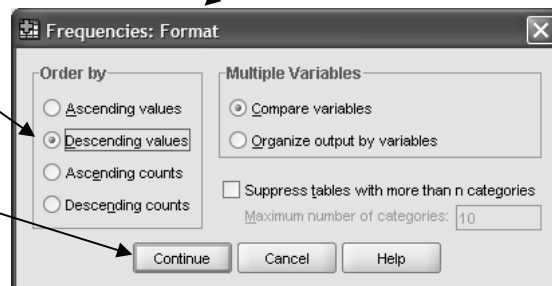 Frequencies: Format
Order by
Ascending values
Descending values
Ascending counts
Descending counts
Multiple Variables
Compare variables
Organize output by variables
Suppress tables with more than n categories
Maximum number of categories: 10
Continue Cancel Help